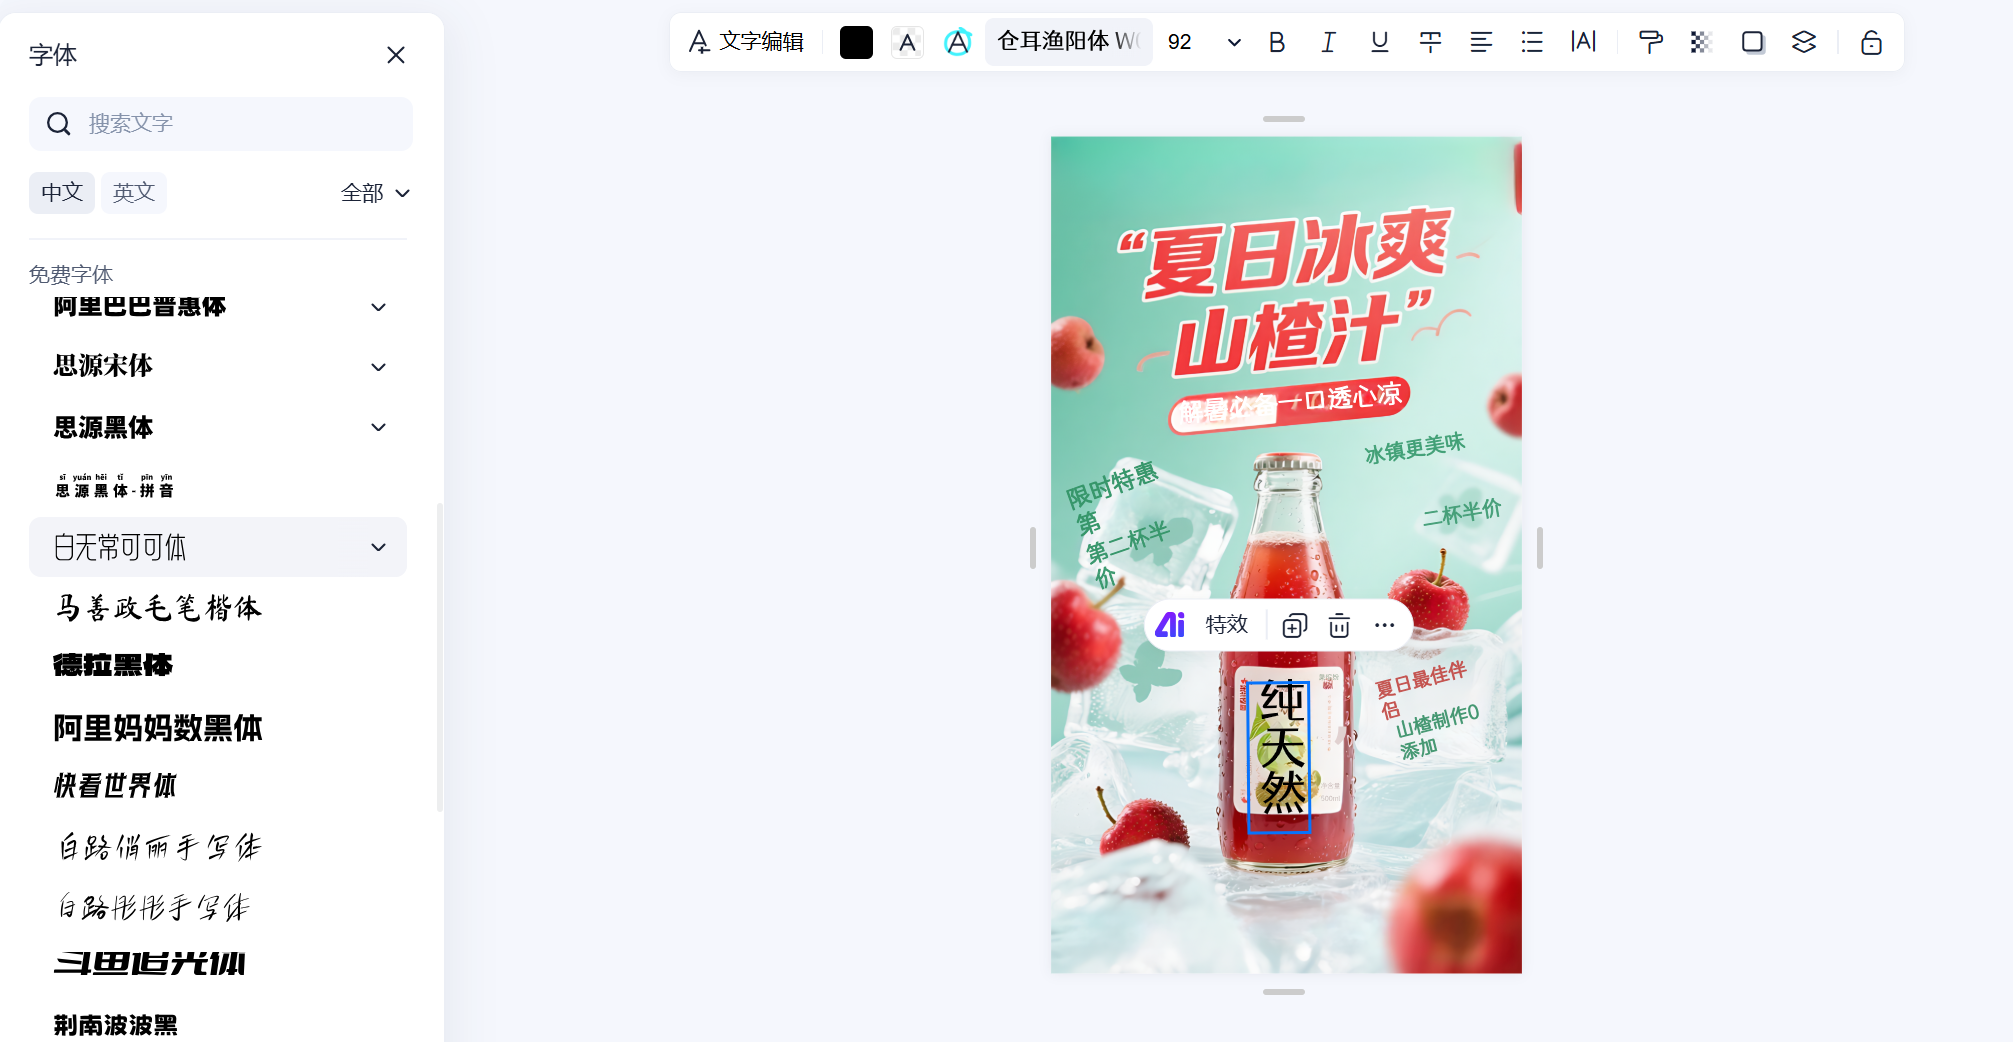 字体
搜索文字
中文 英文 全部
免费字体
阿里巴巴普惠体
思源宋体
思源黑体
sī yuán hēi tǐ pīn yīn
思源黑体-拼音
白无常可可体
马善政毛笔楷体
德拉黑体
阿里妈妈数黑体
快看世界体
白路俏丽手写体
白路彤彤手写体
斗鱼追光体
荆南波波黑
文字编辑 A A 仓耳渔阳体 W 92 B I U T |A|
“夏日冰爽
山楂汁”
解暑必备一口透心凉
冰镇更美味
限时特惠
第
第二杯半
价
二杯半价
Ai 特效
纯
天
然
夏日最佳伴
侣
山楂制作0
添加
500ml